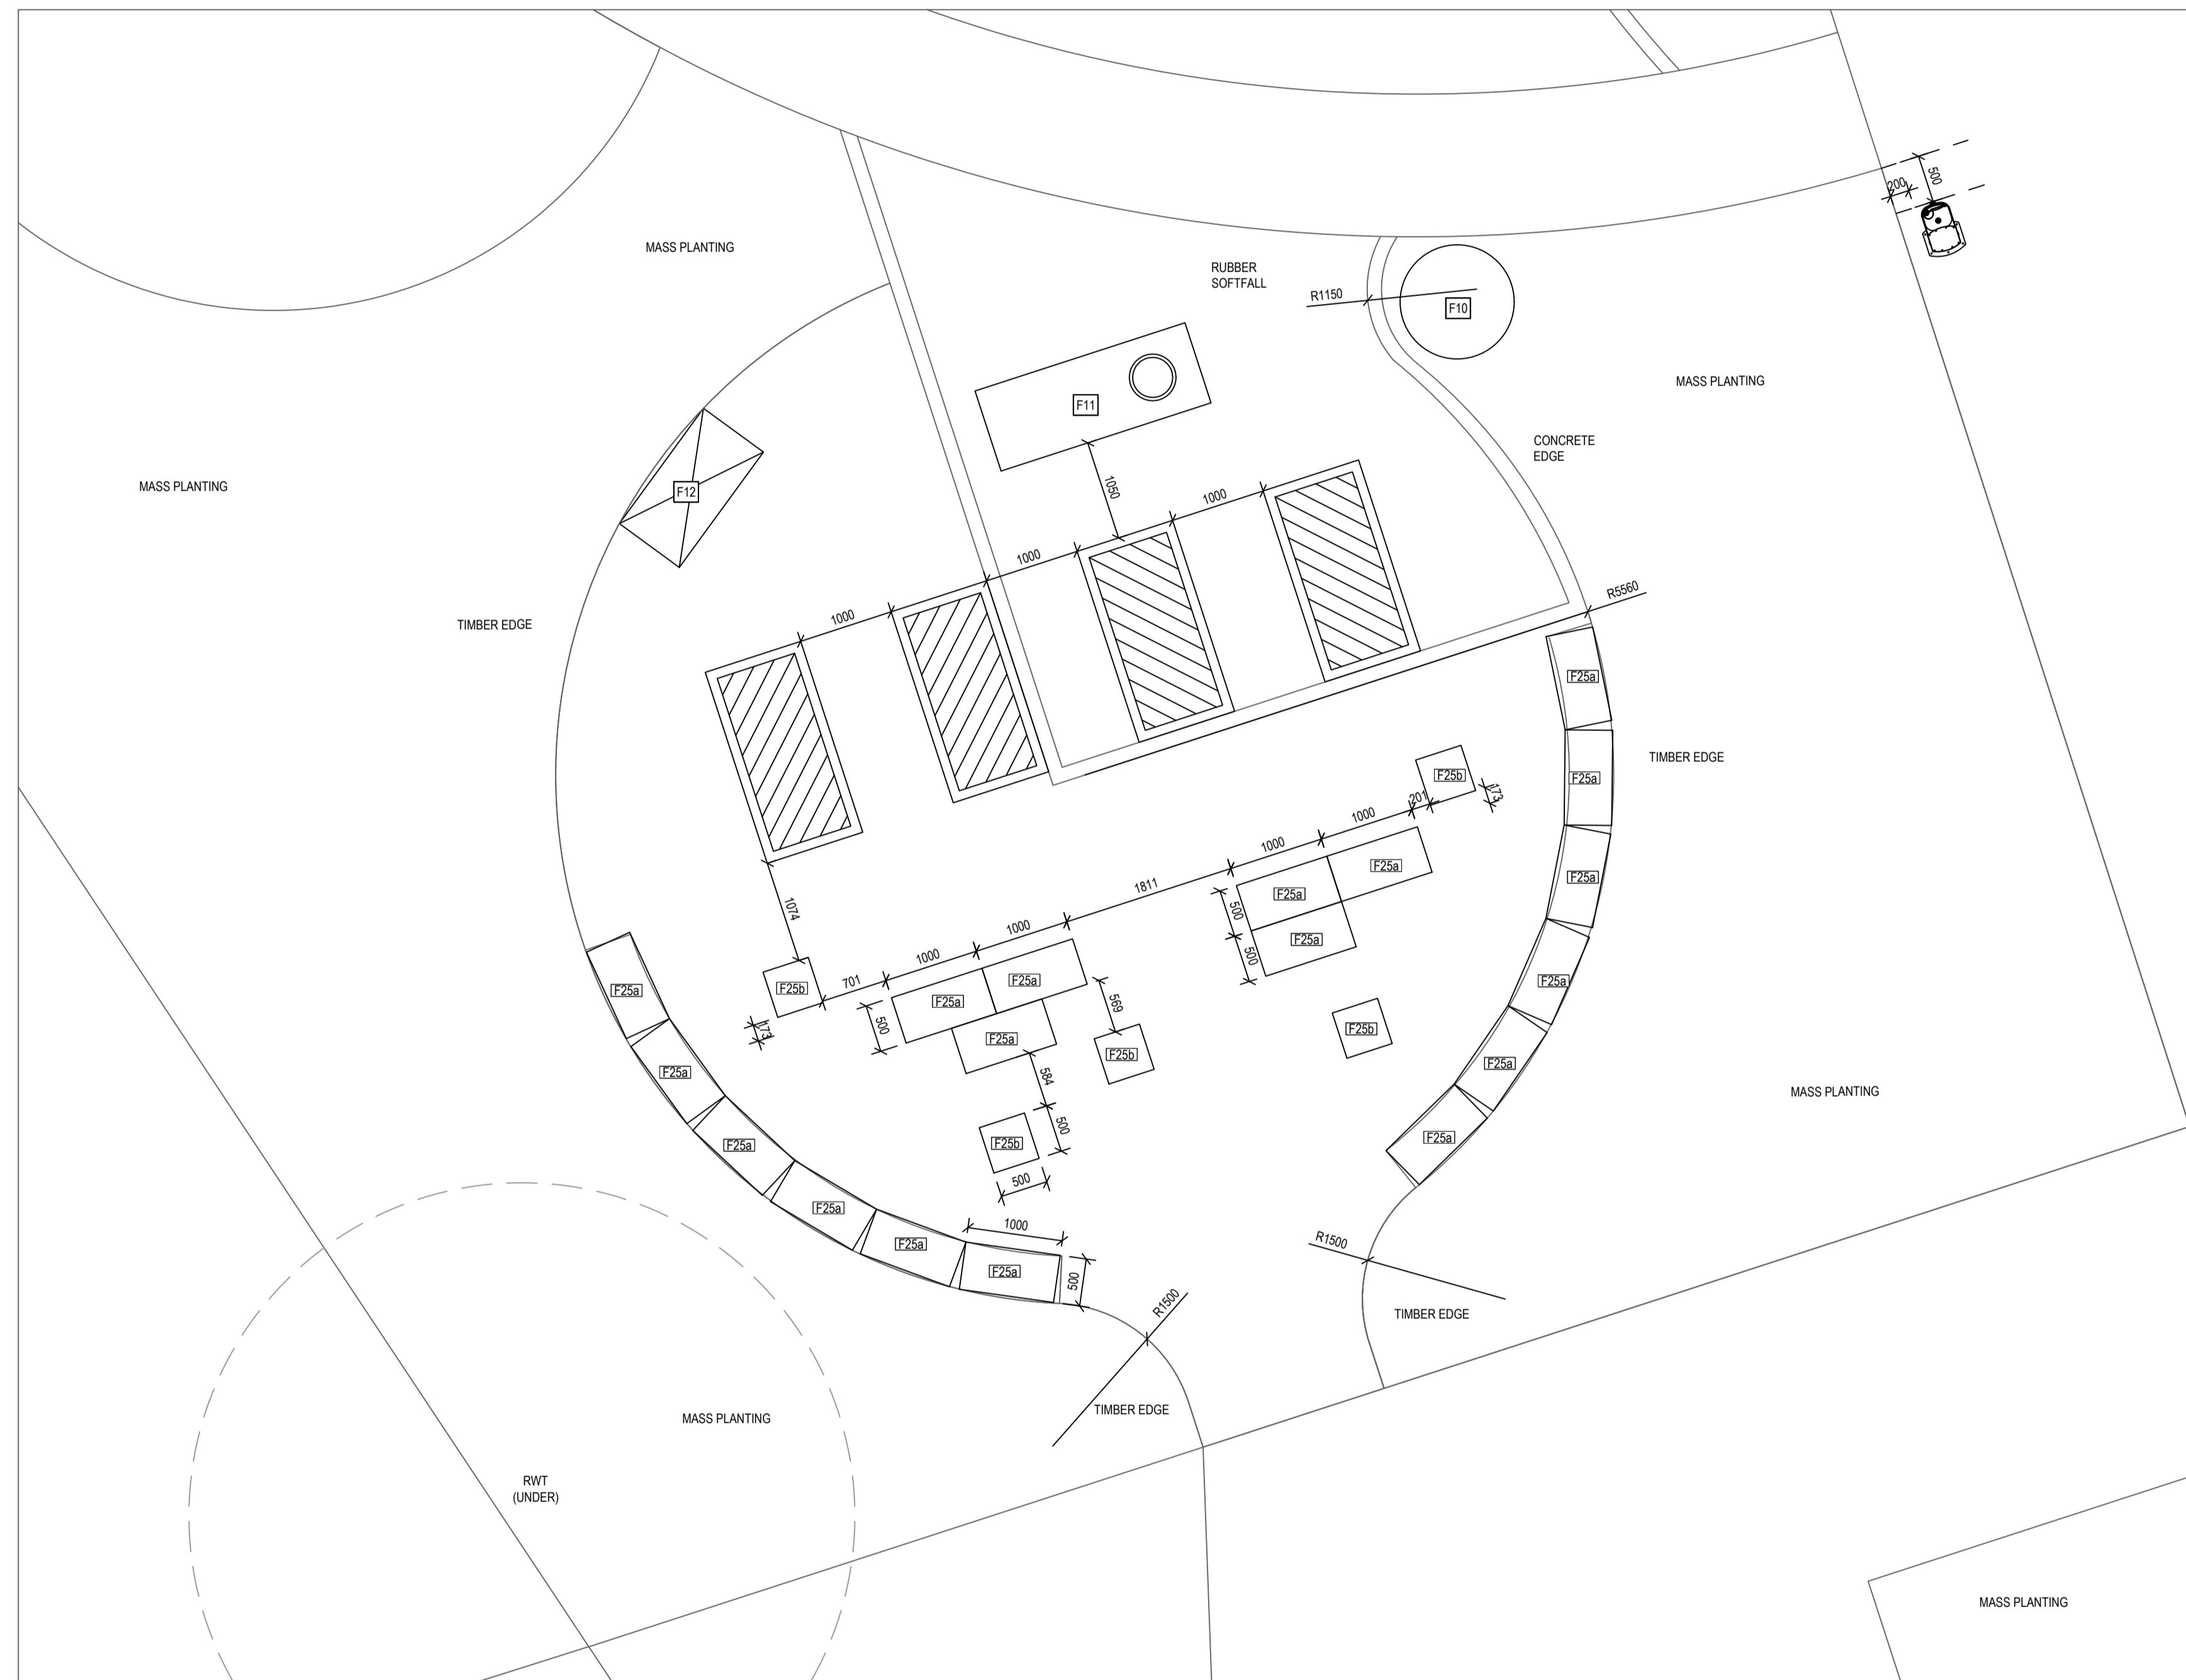 500
200
MASS PLANTING
RUBBER
SOFTFALL
R1150
F10
MASS PLANTING
F11
CONCRETE
EDGE
MASS PLANTING
F12
1050
1000
1000
R5560
1000
TIMBER EDGE
F25a
TIMBER EDGE
F25b
F25a
201
173
1000
1000
F25a
1811
F25a
F25a
1074
500
F25a
1000
1000
500
701
F25a
F25a
F25a
F25b
F25a
569
173
500
F25a
F25b
F25b
F25a
F25a
584
MASS PLANTING
500
F25b
F25a
F25a
500
F25a
1000
R1500
F25a
F25a
500
R1500
TIMBER EDGE
TIMBER EDGE
MASS PLANTING
RWT
(UNDER)
MASS PLANTING